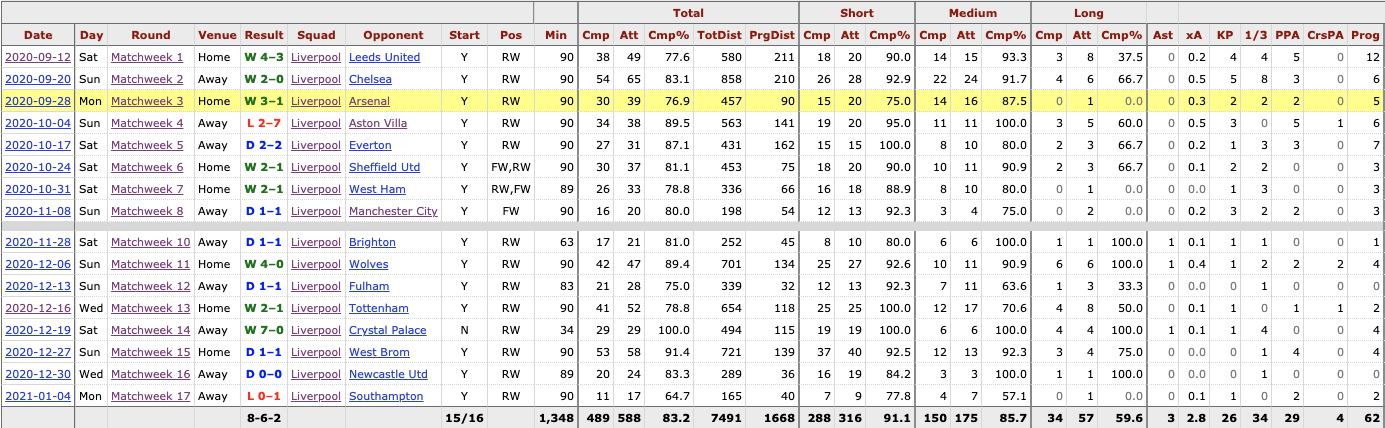 Total Short Medium Long
Date Day Round Venue Result Squad Opponent Start Pos Min Cmp Att Cmp% TotDist PrgDist Cmp Att Cmp% Cmp Att Cmp% Cmp Att Cmp% Ast xA KP 1/3 PPA CrsPA Prog
2020-09-12 Sat Matchweek 1 Home W 4–3 Liverpool Leeds United Y RW 90 38 49 77.6 580 211 18 20 90.0 14 15 93.3 3 8 37.5 0 0.2 4 4 5 0 12
2020-09-20 Sun Matchweek 2 Away W 2–0 Liverpool Chelsea Y RW 90 54 65 83.1 858 210 26 28 92.9 22 24 91.7 4 6 66.7 0 0.5 5 8 3 0 6
2020-09-28 Mon Matchweek 3 Home W 3–1 Liverpool Arsenal Y RW 90 30 39 76.9 457 90 15 20 75.0 14 16 87.5 0 1 0.0 0 0.3 2 2 2 0 5
2020-10-04 Sun Matchweek 4 Away L 2–7 Liverpool Aston Villa Y RW 90 34 38 89.5 563 141 19 20 95.0 11 11 100.0 3 5 60.0 0 0.5 3 0 5 1 6
2020-10-17 Sat Matchweek 5 Away D 2–2 Liverpool Everton Y RW 90 27 31 87.1 431 162 15 15 100.0 8 10 80.0 2 3 66.7 0 0.2 1 3 3 0 7
2020-10-24 Sat Matchweek 6 Home W 2–1 Liverpool Sheffield Utd Y FW,RW 90 30 37 81.1 453 75 18 20 90.0 10 11 90.9 2 3 66.7 0 0.1 2 2 0 0 3
2020-10-31 Sat Matchweek 7 Home W 2–1 Liverpool West Ham Y RW,FW 89 26 33 78.8 336 66 16 18 88.9 8 10 80.0 0 1 0.0 0 0.0 1 3 0 0 3
2020-11-08 Sun Matchweek 8 Away D 1–1 Liverpool Manchester City Y FW 90 16 20 80.0 198 54 12 13 92.3 3 4 75.0 0 2 0.0 0 0.2 3 2 2 0 3
2020-11-28 Sat Matchweek 10 Away D 1–1 Liverpool Brighton Y RW 63 17 21 81.0 252 45 8 10 80.0 6 6 100.0 1 1 100.0 1 0.1 1 1 0 0 1
2020-12-06 Sun Matchweek 11 Home W 4–0 Liverpool Wolves Y RW 90 42 47 89.4 701 134 25 27 92.6 10 11 90.9 6 6 100.0 1 0.4 1 2 2 2 4
2020-12-13 Sun Matchweek 12 Away D 1–1 Liverpool Fulham Y RW 83 21 28 75.0 339 32 12 13 92.3 7 11 63.6 1 3 33.3 0 0.0 0 1 0 0 0
2020-12-16 Wed Matchweek 13 Home W 2–1 Liverpool Tottenham Y RW 90 41 52 78.8 654 118 25 25 100.0 12 17 70.6 4 8 50.0 0 0.1 1 0 1 1 2
2020-12-19 Sat Matchweek 14 Away W 7–0 Liverpool Crystal Palace N RW 34 29 29 100.0 494 115 19 19 100.0 6 6 100.0 4 4 100.0 1 0.1 1 4 0 0 4
2020-12-27 Sun Matchweek 15 Home D 1–1 Liverpool West Brom Y RW 90 53 58 91.4 721 139 37 40 92.5 12 13 92.3 3 4 75.0 0 0.0 0 1 4 0 4
2020-12-30 Wed Matchweek 16 Away D 0–0 Liverpool Newcastle Utd Y RW 89 20 24 83.3 289 36 16 19 84.2 3 3 100.0 1 1 100.0 0 0.0 0 1 1 0 1
2021-01-04 Mon Matchweek 17 Away L 0–1 Liverpool Southampton Y RW 90 11 17 64.7 165 40 7 9 77.8 4 7 57.1 0 1 0.0 0 0.1 1 0 1 0 1
8-6-2 15/16 1,348 489 588 83.2 7491 1668 288 316 91.1 150 175 85.7 34 57 59.6 3 2.8 26 34 29 4 62